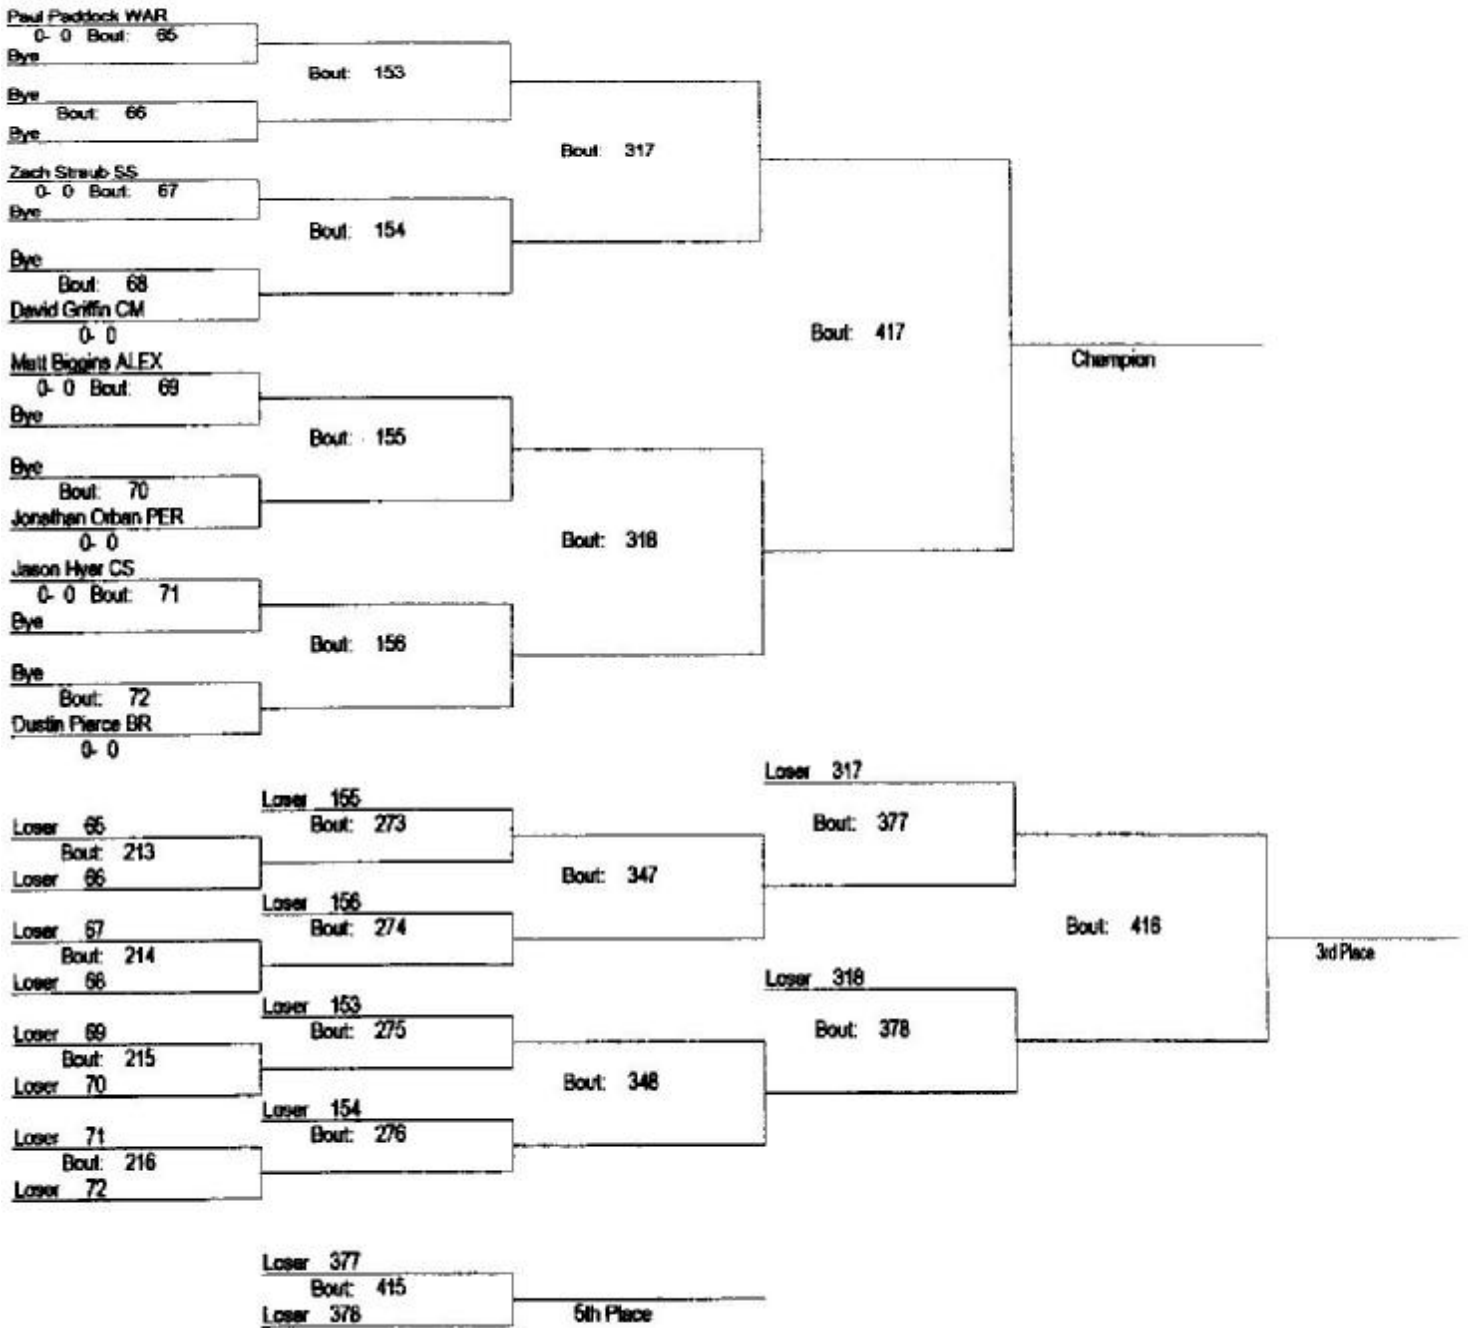 Paul Paddock WAR
0- 0 Bout: 65
Bye
Bout: 153
Bye
Bout: 66
Bye
Bout: 317
Zach Straub SS
0- 0 Bout: 67
Bye
Bout: 154
Bye
Bout: 68
David Griffin CM
0- 0
Bout: 417
Champion
Matt Biggins ALEX
0- 0 Bout: 69
Bye
Bout: 155
Bye
Bout: 70
Jonathan Orban PER
0- 0
Bout: 318
Jason Hyer CS
0- 0 Bout: 71
Bye
Bout: 156
Bye
Bout: 72
Dustin Pierce BR
0- 0
Loser 317
Loser 155
Loser 65
Bout: 273
Bout: 377
Bout: 213
Loser 66
Bout: 347
Loser 156
Loser 67
Bout: 274
Bout: 416
Bout: 214
3rd Place
Loser 68
Loser 318
Loser 153
Loser 69
Bout: 275
Bout: 378
Bout: 215
Loser 70
Bout: 348
Loser 154
Loser 71
Bout: 276
Bout: 216
Loser 72
Loser 377
Bout: 415
Loser 378
5th Place